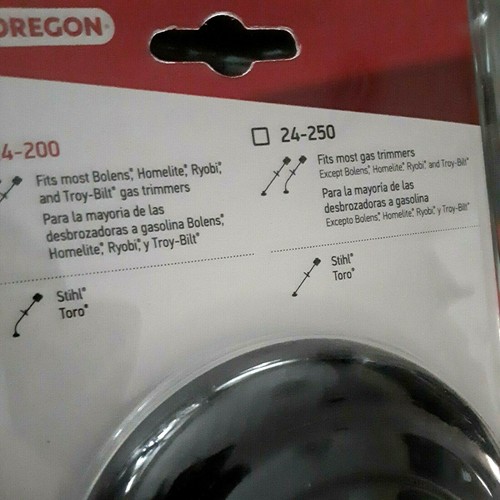 OREGON
4-200
Fits most Bolens®, Homelite®, Ryobi®,
and Troy-Bilt® gas trimmers
Para la mayoria de las
desbrozadoras a gasolina Bolens®,
Homelite®, Ryobi® y Troy-Bilt®
Stihl®
Toro®
24-250
Fits most gas trimmers
Except Bolens®, Homelite®, Ryobi® and Troy-Bilt®
Para la mayoría de las
desbrozadoras a gasolina
Excepto Bolens®, Homelite®, Ryobi® y Troy-Bilt®
Stihl®
Toro®